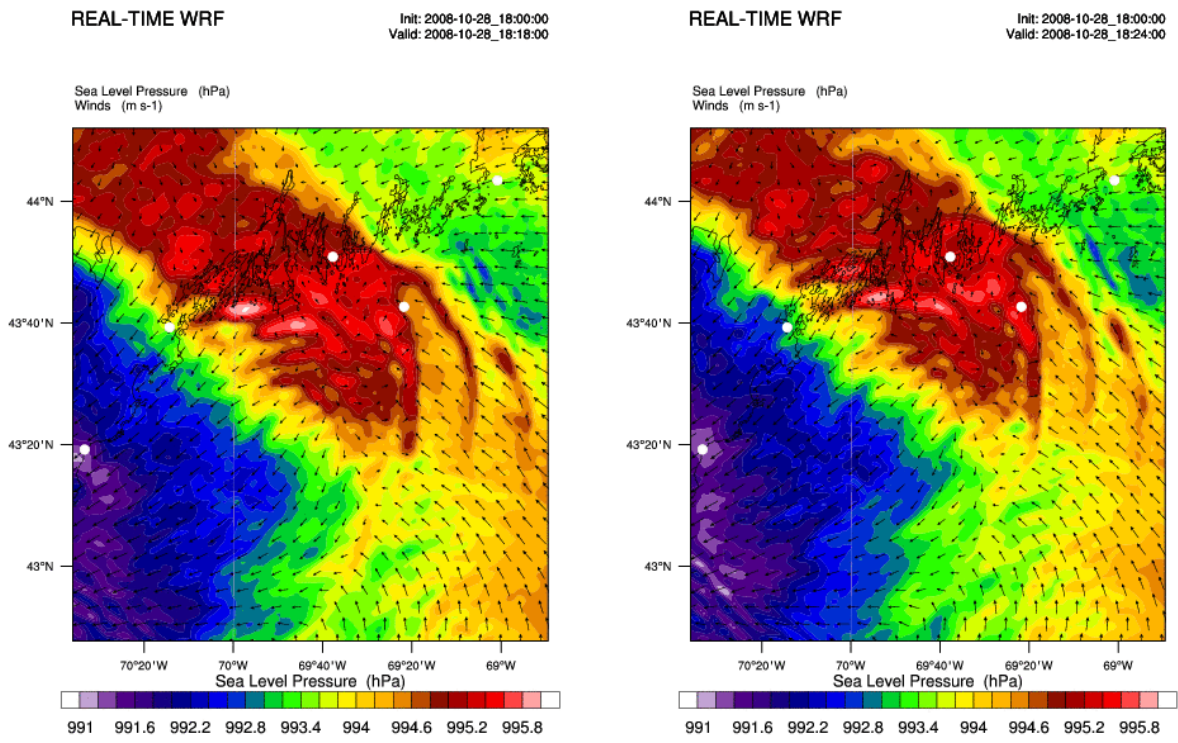 REAL-TIME WRF
Init: 2008-10-28_18:00:00
Valid: 2008-10-28_18:18:00
Sea Level Pressure (hPa)
Winds (m s-1)
44°N
43°40'N
43°20'N
43°N
70°20'W 70°W 69°40'W 69°20'W 69°W
Sea Level Pressure (hPa)
991 991.6 992.2 992.8 993.4 994 994.6 995.2 995.8
REAL-TIME WRF
Init: 2008-10-28_18:00:00
Valid: 2008-10-28_18:24:00
Sea Level Pressure (hPa)
Winds (m s-1)
44°N
43°40'N
43°20'N
43°N
70°20'W 70°W 69°40'W 69°20'W 69°W
Sea Level Pressure (hPa)
991 991.6 992.2 992.8 993.4 994 994.6 995.2 995.8